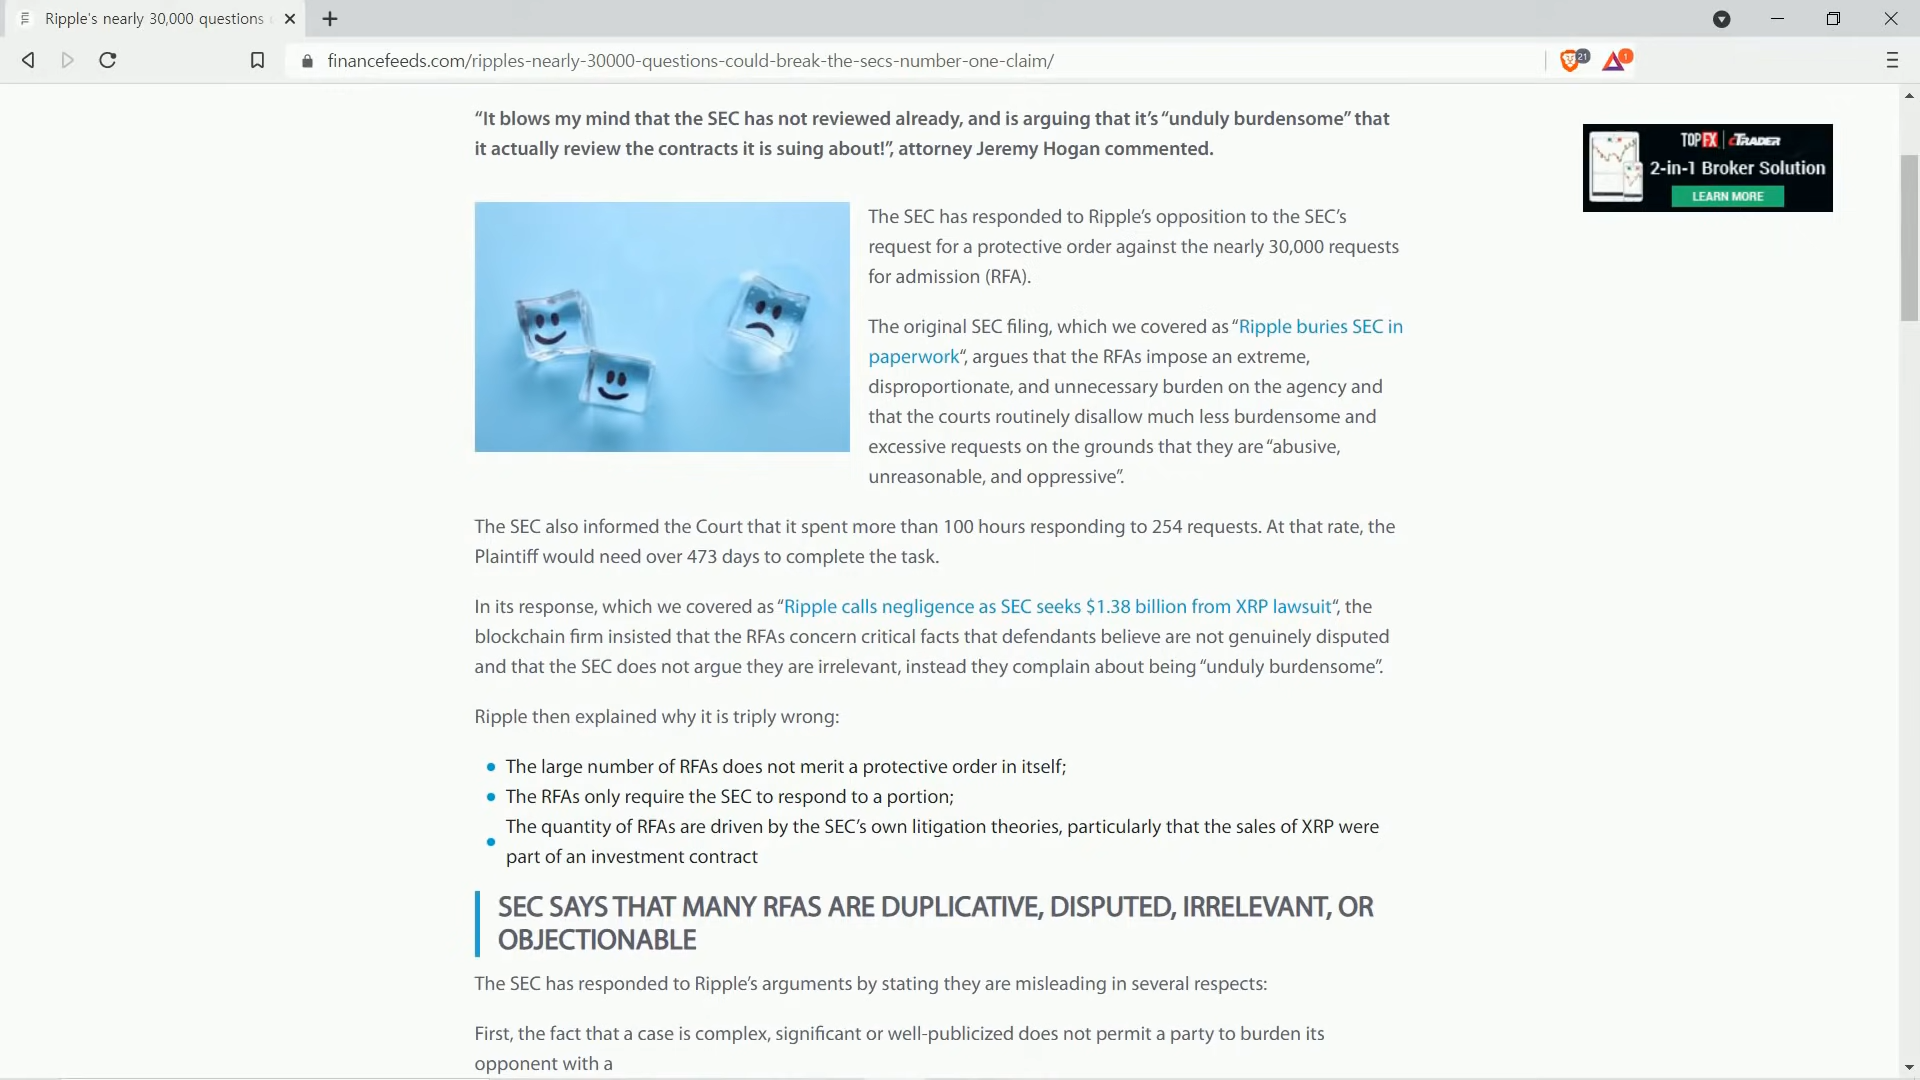 Ripple's nearly 30,000 questions
financefeeds.com/ripples-nearly-30000-questions-could-break-the-secs-number-one-claim/
21
1
“It blows my mind that the SEC has not reviewed already, and is arguing that it’s “unduly burdensome” that
it actually review the contracts it is suing about!”, attorney Jeremy Hogan commented.
TOPFX | cTRADER
2-in-1 Broker Solution
LEARN MORE
The SEC has responded to Ripple’s opposition to the SEC’s
request for a protective order against the nearly 30,000 requests
for admission (RFA).
The original SEC filing, which we covered as “Ripple buries SEC in
paperwork“, argues that the RFAs impose an extreme,
disproportionate, and unnecessary burden on the agency and
that the courts routinely disallow much less burdensome and
excessive requests on the grounds that they are “abusive,
unreasonable, and oppressive”.
The SEC also informed the Court that it spent more than 100 hours responding to 254 requests. At that rate, the
Plaintiff would need over 473 days to complete the task.
In its response, which we covered as “Ripple calls negligence as SEC seeks $1.38 billion from XRP lawsuit“, the
blockchain firm insisted that the RFAs concern critical facts that defendants believe are not genuinely disputed
and that the SEC does not argue they are irrelevant, instead they complain about being “unduly burdensome”.
Ripple then explained why it is triply wrong:
The large number of RFAs does not merit a protective order in itself;
The RFAs only require the SEC to respond to a portion;
The quantity of RFAs are driven by the SEC’s own litigation theories, particularly that the sales of XRP were
part of an investment contract
SEC SAYS THAT MANY RFAS ARE DUPLICATIVE, DISPUTED, IRRELEVANT, OR
OBJECTIONABLE
The SEC has responded to Ripple’s arguments by stating they are misleading in several respects:
First, the fact that a case is complex, significant or well-publicized does not permit a party to burden its
opponent with a